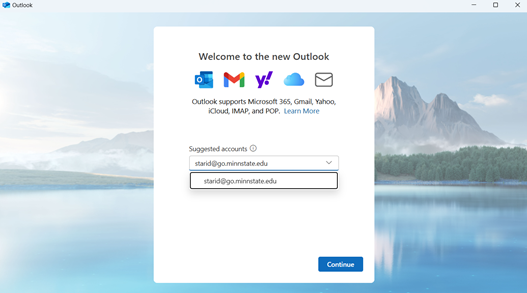 Outlook
Welcome to the new Outlook
Outlook supports Microsoft 365, Gmail, Yahoo,
iCloud, IMAP, and POP. Learn More
Suggested accounts
starid@go.minnstate.edu
starid@go.minnstate.edu
Continue